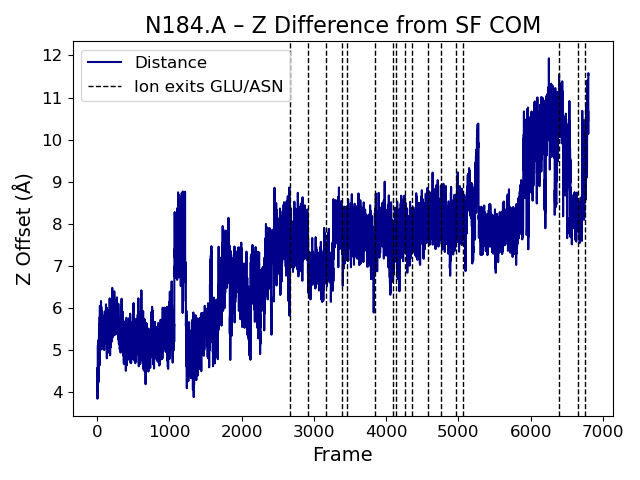 N184.A – Z Difference from SF COM
Distance
Ion exits GLU/ASN
12
11
10
9
8
7
6
5
4
Z Offset (Å)
0 1000 2000 3000 4000 5000 6000 7000
Frame